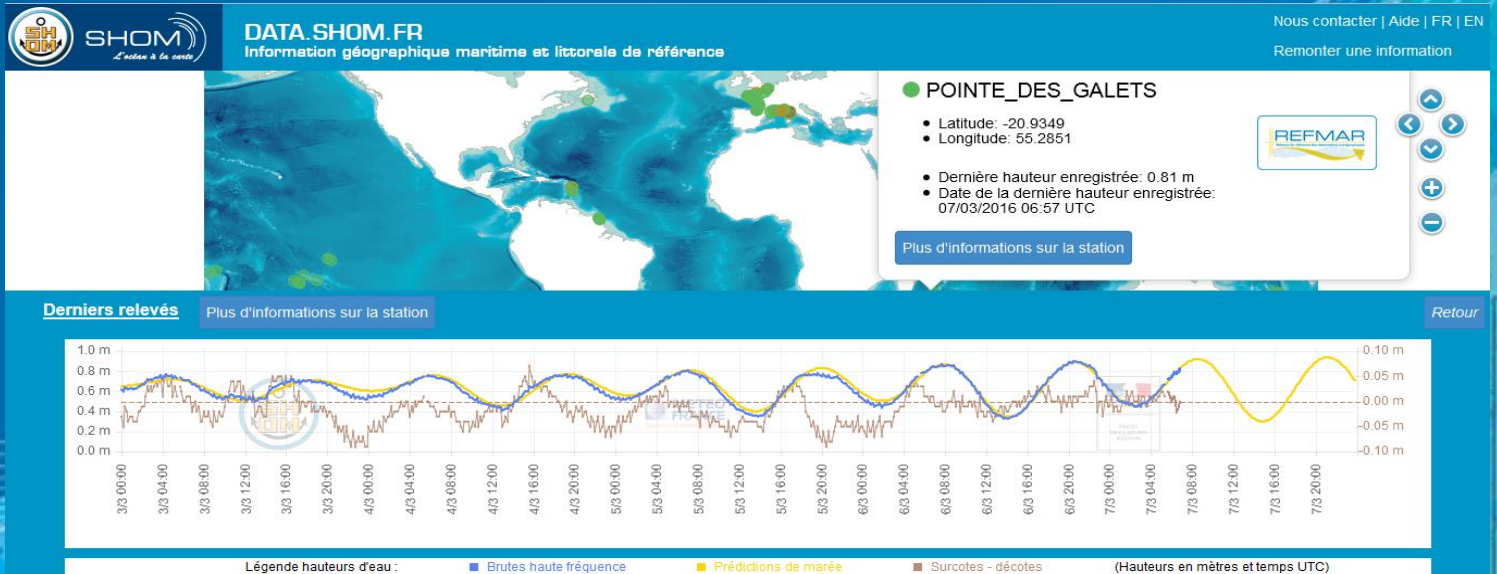 SHOM
L'océan à la carte
DATA.SHOM.FR
Information géographique maritime et littorale de référence
Nous contacter | Aide | FR | EN
Remonter une information
POINTE_DES_GALETS
Latitude: -20.9349
Longitude: 55.2851
REFMAR
Dernière hauteur enregistrée: 0.81 m
Date de la dernière hauteur enregistrée:
07/03/2016 06:57 UTC
Plus d'informations sur la station
Derniers relevés
Plus d'informations sur la station
Retour
1.0 m
0.8 m
0.6 m
0.4 m
0.2 m
0.0 m
0.10 m
0.05 m
0.00 m
-0.05 m
-0.10 m
METEO
FRANCE
3/3 00:00
3/3 04:00
3/3 08:00
3/3 12:00
3/3 16:00
3/3 20:00
4/3 00:00
4/3 04:00
4/3 08:00
4/3 12:00
4/3 16:00
4/3 20:00
5/3 00:00
5/3 04:00
5/3 08:00
5/3 12:00
5/3 16:00
5/3 20:00
6/3 00:00
6/3 04:00
6/3 08:00
6/3 12:00
6/3 16:00
6/3 20:00
7/3 00:00
7/3 04:00
7/3 08:00
7/3 12:00
7/3 16:00
7/3 20:00
Légende hauteurs d'eau :
Brutes haute fréquence
Prédictions de marée
Surcotes - décotes
(Hauteurs en mètres et temps UTC)